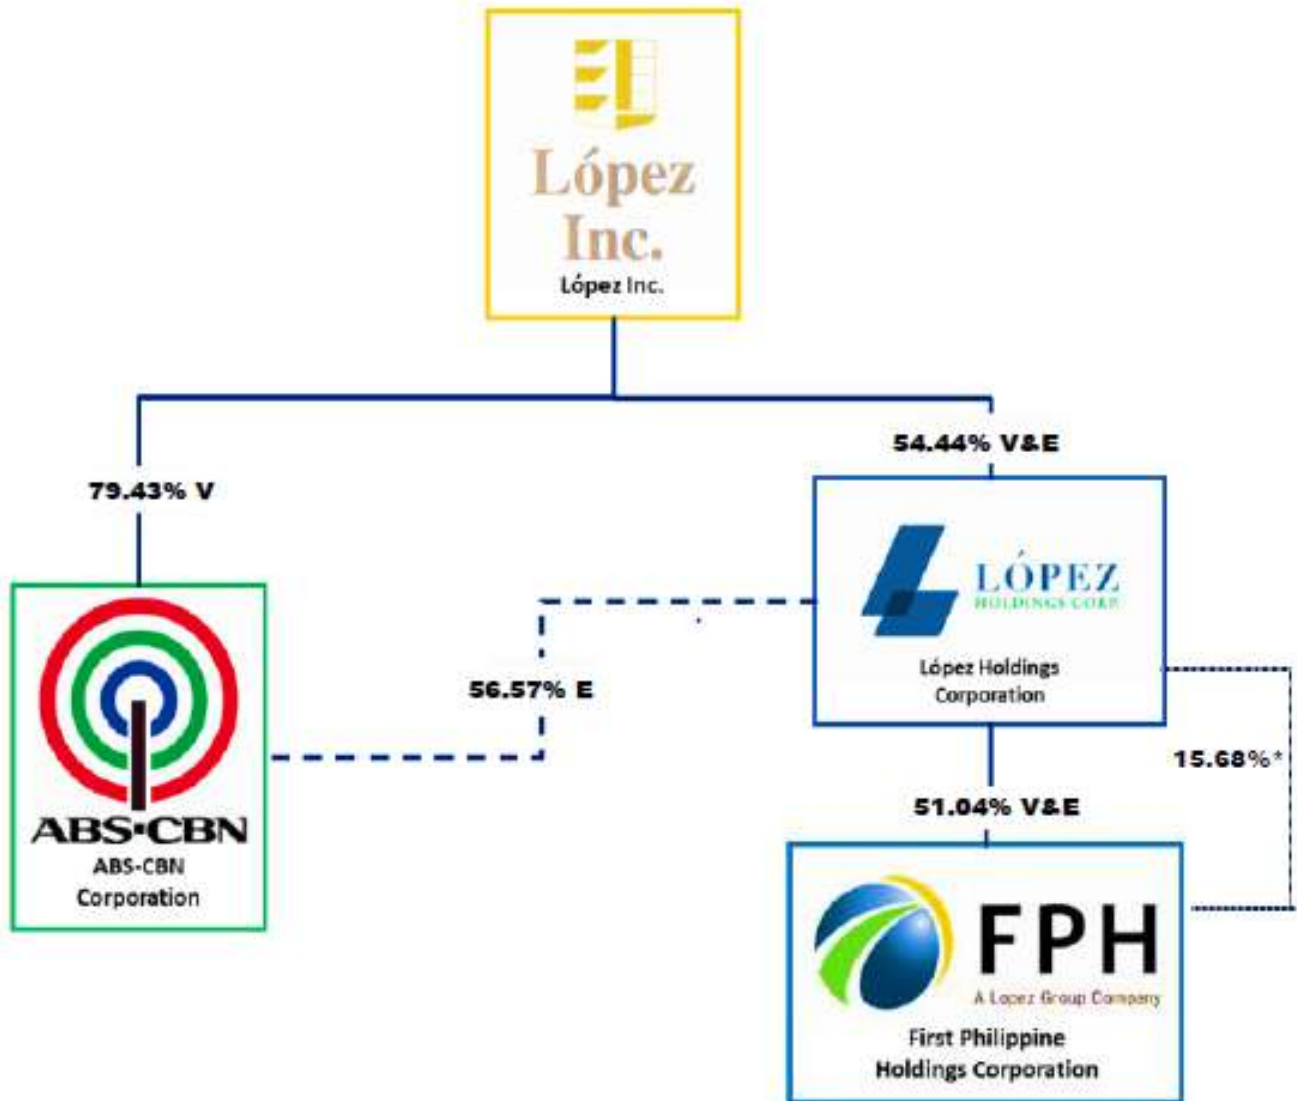 López
Inc.
López Inc.
54.44% V&E
79.43% V
LÓPEZ
HOLDINGS CORP.
López Holdings
Corporation
56.57% E
15.68%*
51.04% V&E
ABS•CBN
ABS-CBN
Corporation
FPH
A Lopez Group Company
First Philippine
Holdings Corporation